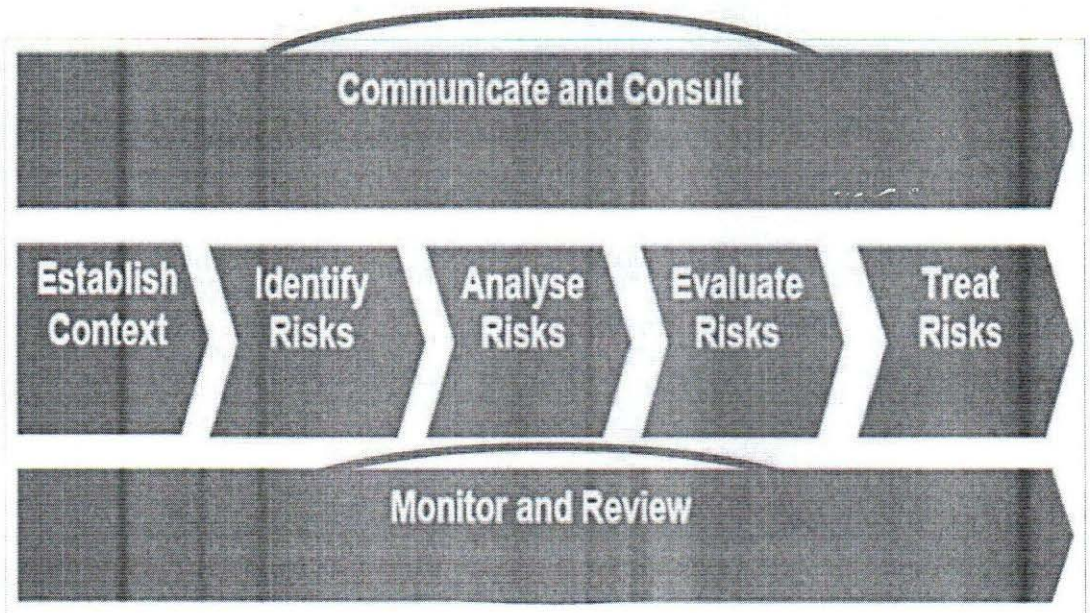 Communicate and Consult
Establish
Context
Identify
Risks
Analyse
Risks
Evaluate
Risks
Treat
Risks
Monitor and Review